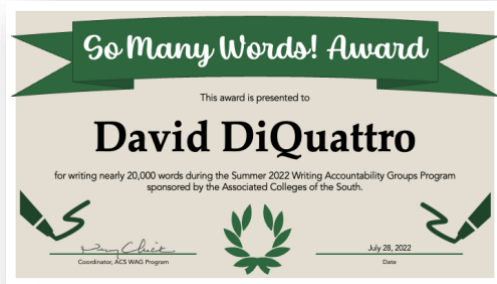 So Many Words! Award
This award is presented to
David DiQuattro
for writing nearly 20,000 words during the Summer 2022 Writing Accountability Groups Program
sponsored by the Associated Colleges of the South.
July 28, 2022
Coordinator, ACS WAG Program
Date